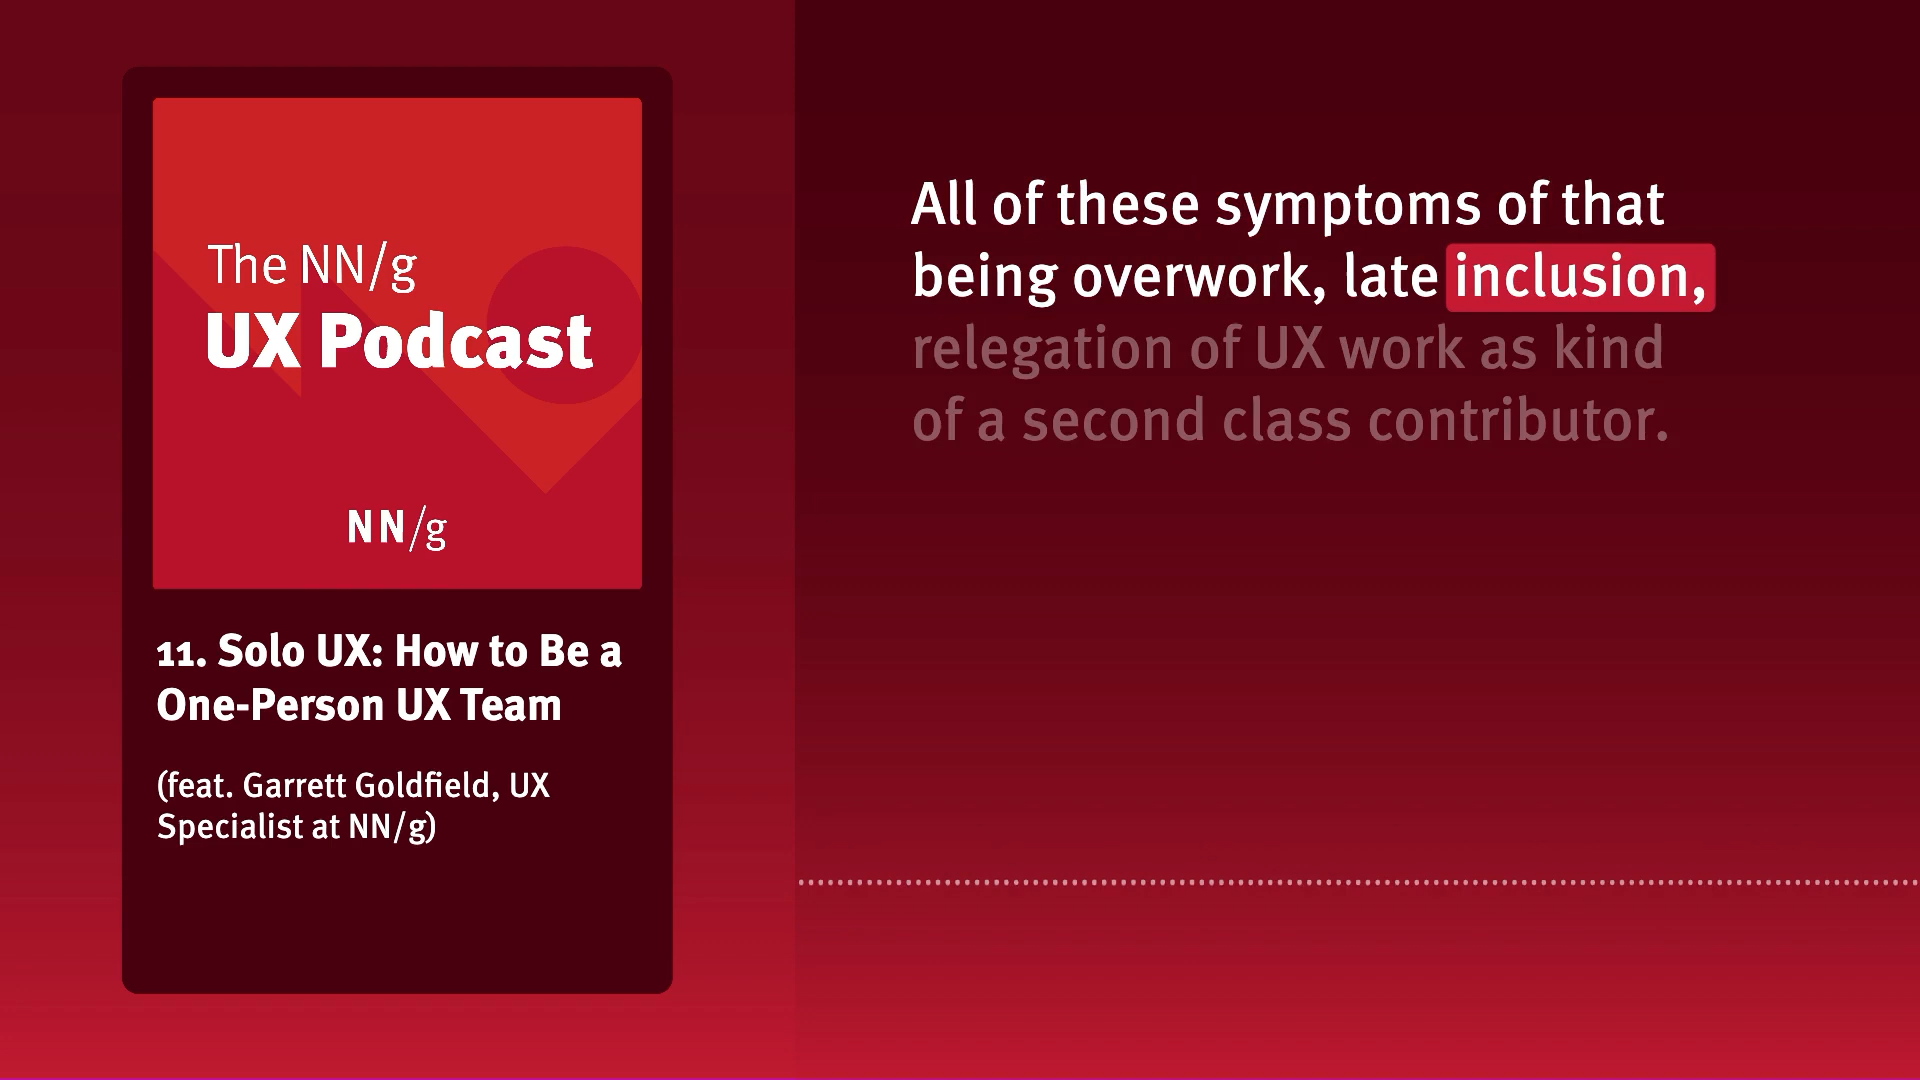 The NN/g
UX Podcast
NN/g
11. Solo UX: How to Be a
One-Person UX Team
(feat. Garrett Goldfield, UX
Specialist at NN/g)
All of these symptoms of that
being overwork, late inclusion,
relegation of UX work as kind
of a second class contributor.